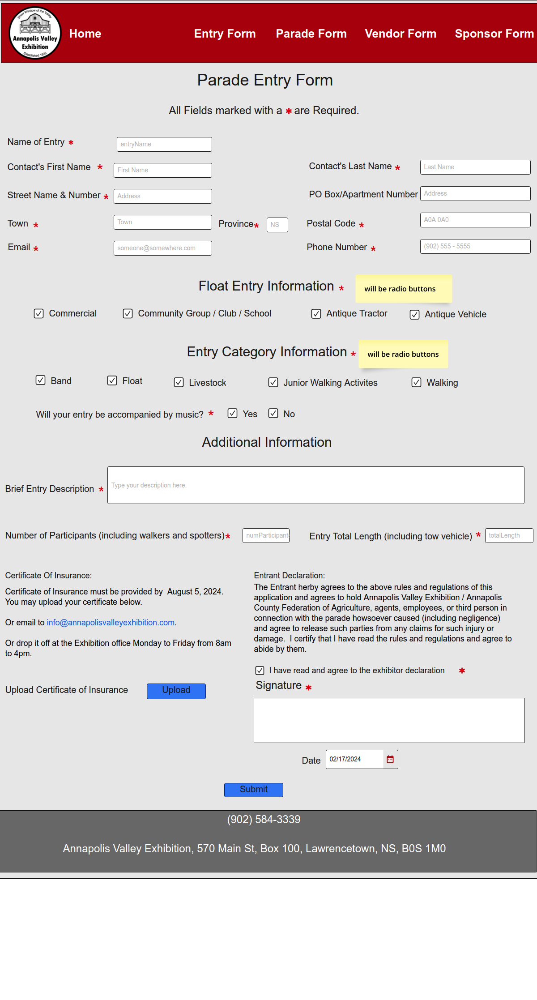 Show Window of the Valley
Annapolis Valley
Exhibition
Established 1926
Home Entry Form Parade Form Vendor Form Sponsor Form
Parade Entry Form
All Fields marked with a * are Required.
Name of Entry * entryName
Contact's First Name * First Name Contact's Last Name * Last Name
Street Name & Number * Address PO Box/Apartment Number Address
Town * Town Province * NS Postal Code * A0A 0A0
Email * someone@somewhere.com Phone Number * (902) 555 - 5555
Float Entry Information * will be radio buttons
Commercial Community Group / Club / School Antique Tractor Antique Vehicle
Entry Category Information * will be radio buttons
Band Float Livestock Junior Walking Activites Walking
Will your entry be accompanied by music? * Yes No
Additional Information
Brief Entry Description * Type your description here.
Number of Participants (including walkers and spotters) * numParticipants Entry Total Length (including tow vehicle) * totalLength
Certificate Of Insurance:
Certificate of Insurance must be provided by  August 5, 2024.
You may upload your certificate below.
Or email to info@annapolisvalleyexhibition.com.
Or drop it off at the Exhibition office Monday to Friday from 8am
to 4pm.
Upload Certificate of Insurance Upload
Entrant Declaration:
The Entrant herby agrees to the above rules and regulations of this
application and agrees to hold Annapolis Valley Exhibition / Annapolis
County Federation of Agriculture, agents, employees, or third person in
connection with the parade howsoever caused (including negligence)
and agree to release such parties from any claims for such injury or
damage.  I certify that I have read the rules and regulations and agree to
abide by them.
I have read and agree to the exhibitor declaration *
Signature *
Date 02/17/2024
Submit
(902) 584-3339
Annapolis Valley Exhibition, 570 Main St, Box 100, Lawrencetown, NS, B0S 1M0